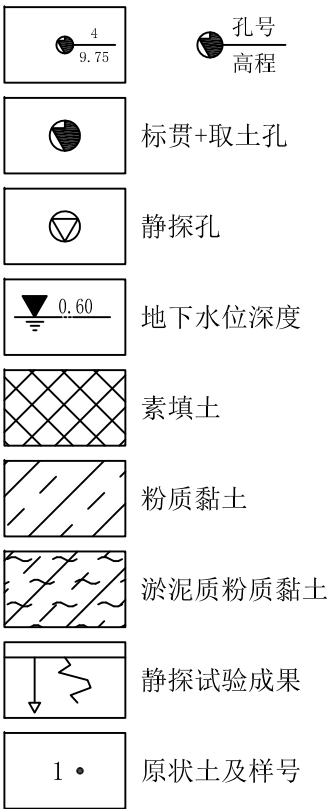 4
9.75
孔号
高程
标贯+取土孔
静探孔
0.60
地下水位深度
素填土
粉质黏土
淤泥质粉质黏土
静探试验成果
1
原状土及样号